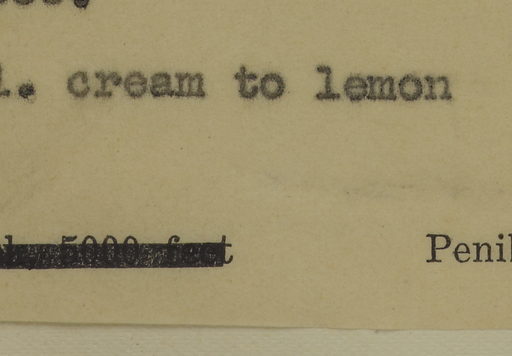 l. cream to lemon
5000 feet
Penil